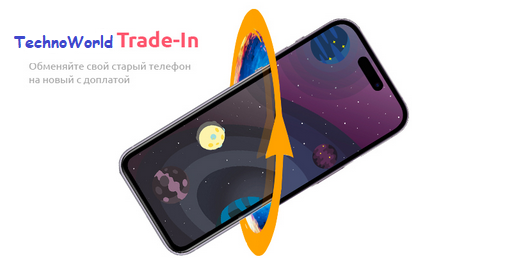 TechnoWorld Trade-In
Обменяйте свой старый телефон
на новый с доплатой